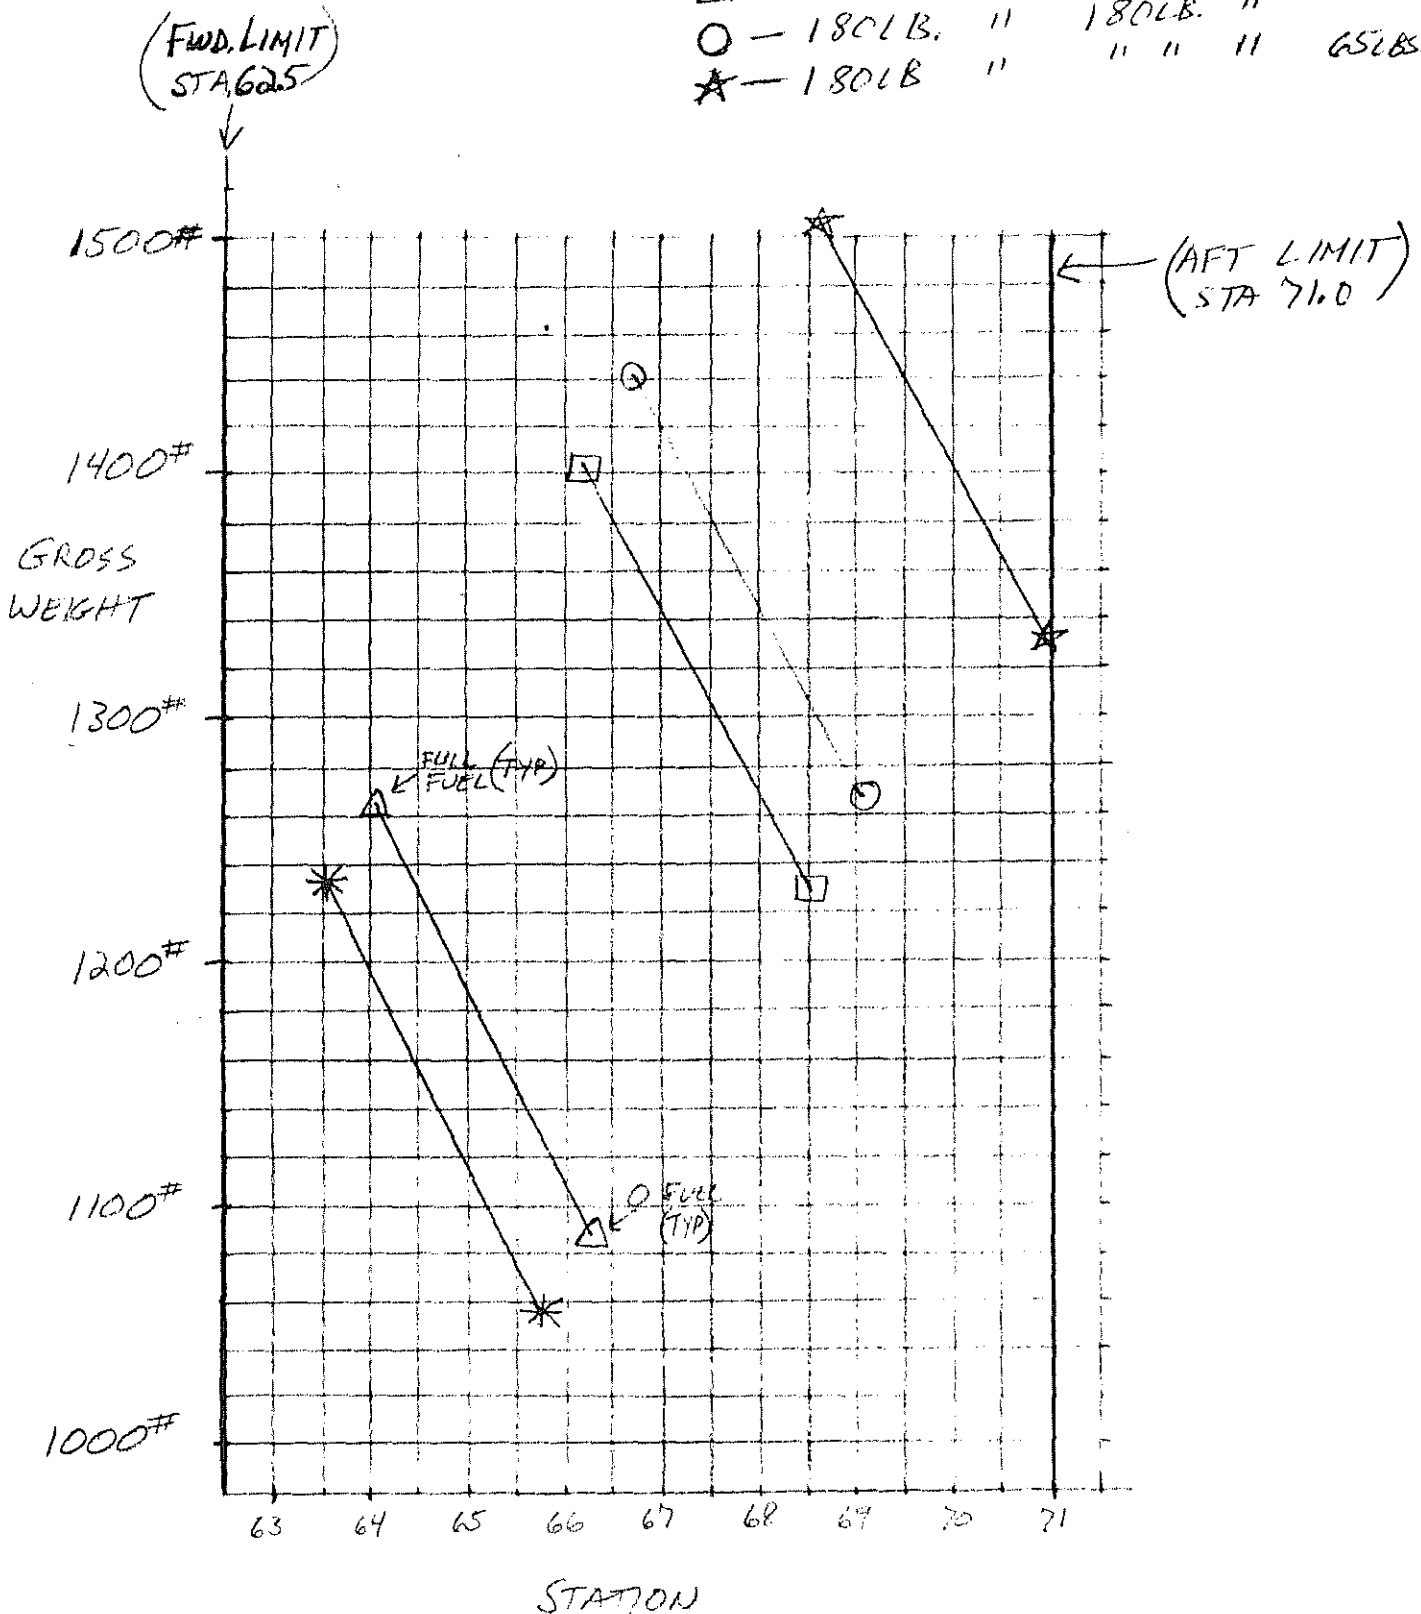 (FWD. LIMIT)
STA 62.5
○ — 180LB. " 180LB. "
☆ — 180LB " " " " 65LBS
1500#
(AFT LIMIT)
STA 71.0
1400#
GROSS
WEIGHT
1300#
FULL
FUEL (TYP)
1200#
1100#
0 FUEL
(TYP)
1000#
63 64 65 66 67 68 69 70 71
STATION